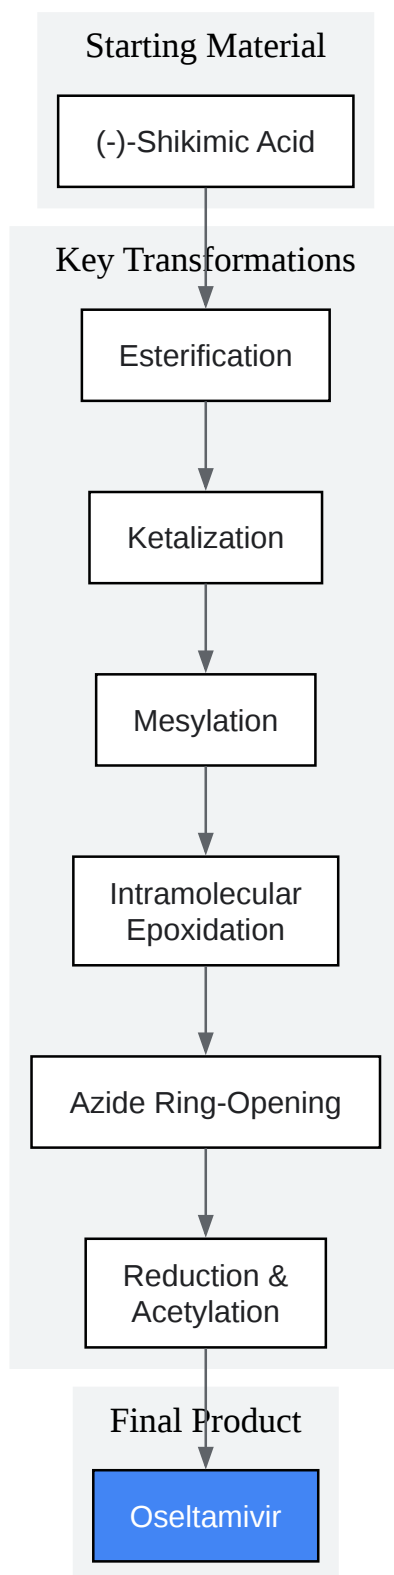 Starting Material
(-)-Shikimic Acid
Key Transformations
Esterification
Ketalization
Mesylation
Intramolecular
Epoxidation
Azide Ring-Opening
Reduction &
Acetylation
Final Product
Oseltamivir